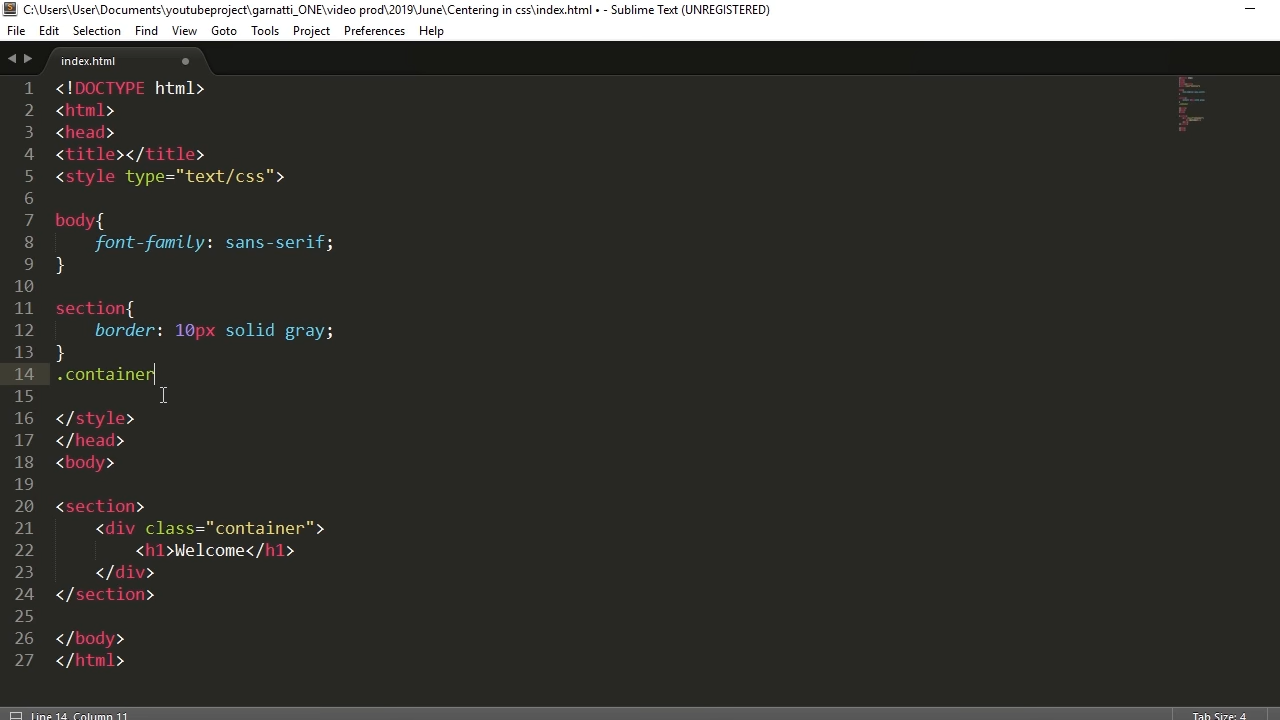 C:\Users\User\Documents\youtubeproject\garnatti_ONE\video prod\2019\June\Centering in css\index.html • - Sublime Text (UNREGISTERED)
File Edit Selection Find View Goto Tools Project Preferences Help
index.html
1 <!DOCTYPE html>
2 <html>
3 <head>
4 <title></title>
5 <style type="text/css">
6
7 body{
8 font-family: sans-serif;
9 }
10
11 section{
12 border: 10px solid gray;
13 }
14 .container
15
16 </style>
17 </head>
18 <body>
19
20 <section>
21 <div class="container">
22 <h1>Welcome</h1>
23 </div>
24 </section>
25
26 </body>
27 </html>
Line 14, Column 11 Tab Size: 4